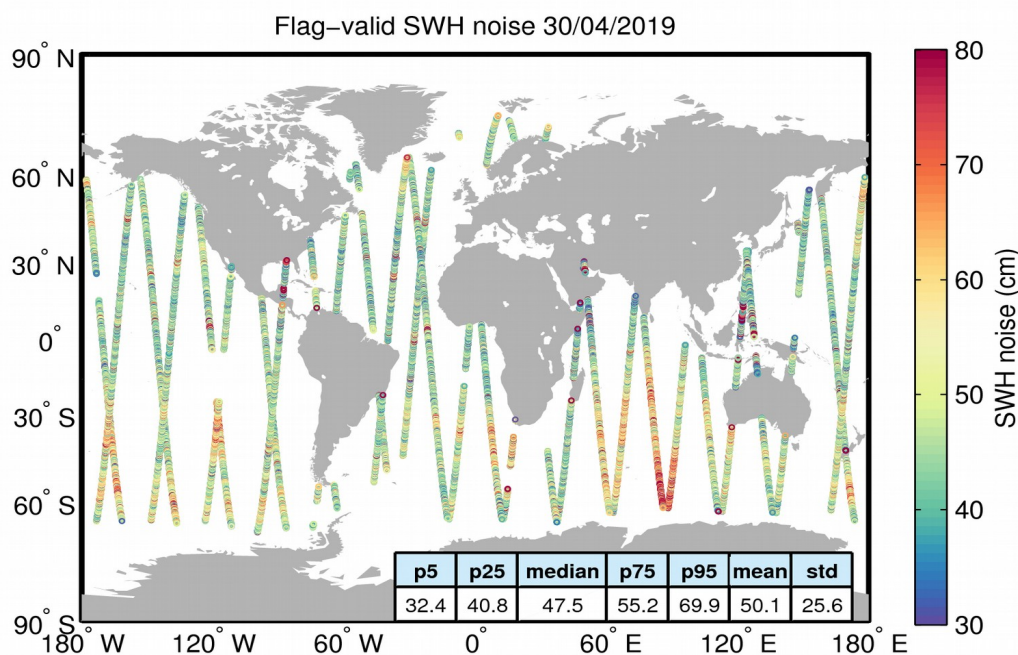 Flag−valid SWH noise 30/04/2019
90° N
60° N
30° N
0°
30° S
60° S
90° S
180° W
120° W
60° W
0°
60° E
120° E
180° E
80
70
60
50
40
30
SWH noise (cm)
p5 p25 median p75 p95 mean std
32.4 40.8 47.5 55.2 69.9 50.1 25.6